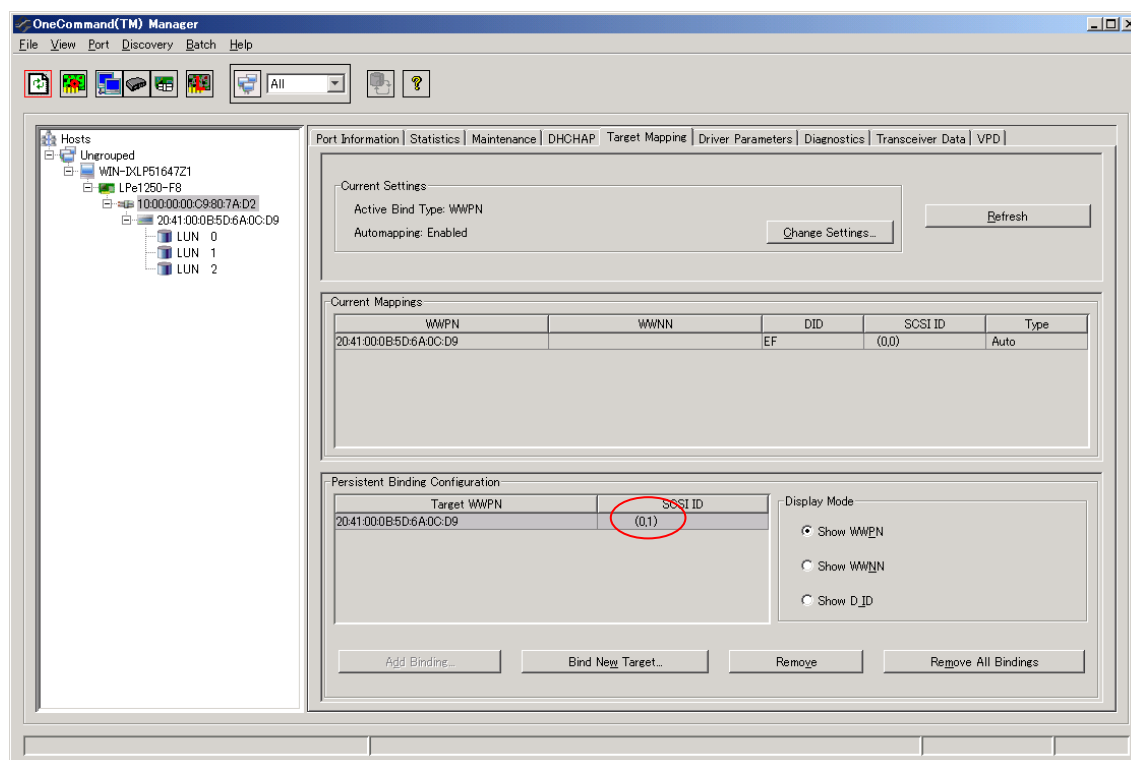 OneCommand(TM) Manager
File View Port Discovery Batch Help
All
Hosts
Ungrouped
WIN-IXLP51647Z1
LPe1250-F8
10:00:00:00:C9:80:7A:D2
20:41:00:0B:5D:6A:0C:D9
LUN 0
LUN 1
LUN 2
Port Information Statistics Maintenance DHCHAP Target Mapping Driver Parameters Diagnostics Transceiver Data VPD
Current Settings
Active Bind Type: WWPN
Automapping: Enabled
Change Settings...
Refresh
Current Mappings
WWPN WWNN DID SCSI ID Type
20:41:00:0B:5D:6A:0C:D9 EF (0,0) Auto
Persistent Binding Configuration
Target WWPN SCSI ID
20:41:00:0B:5D:6A:0C:D9 (0,1)
Display Mode
Show WWPN
Show WWNN
Show D_ID
Add Binding... Bind New Target... Remove Remove All Bindings